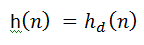 h(n) = h_d(n)